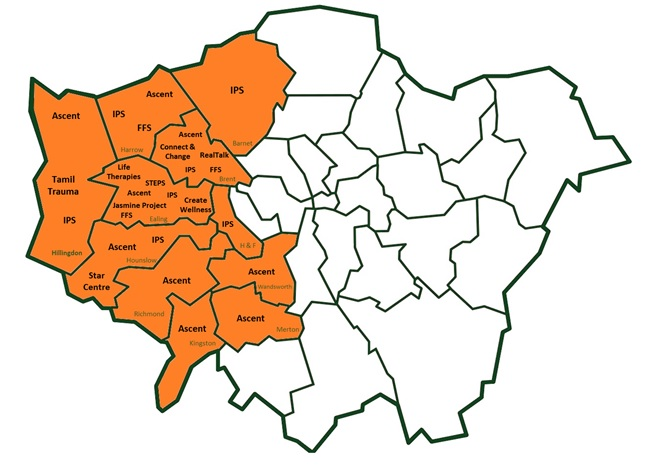 IPS
Barnet
Ascent
IPS
FFS
Harrow
Ascent
Connect &
Change
RealTalk
IPS
FFS
Brent
Ascent
Tamil
Trauma
IPS
Hillingdon
Life
Therapies
STEPS
Ascent
IPS
Jasmine Project
Create
Wellness
FFS
Ealing
IPS
H & F
Ascent
IPS
Hounslow
Star
Centre
Ascent
Richmond
Ascent
Wandsworth
Ascent
Kingston
Ascent
Merton